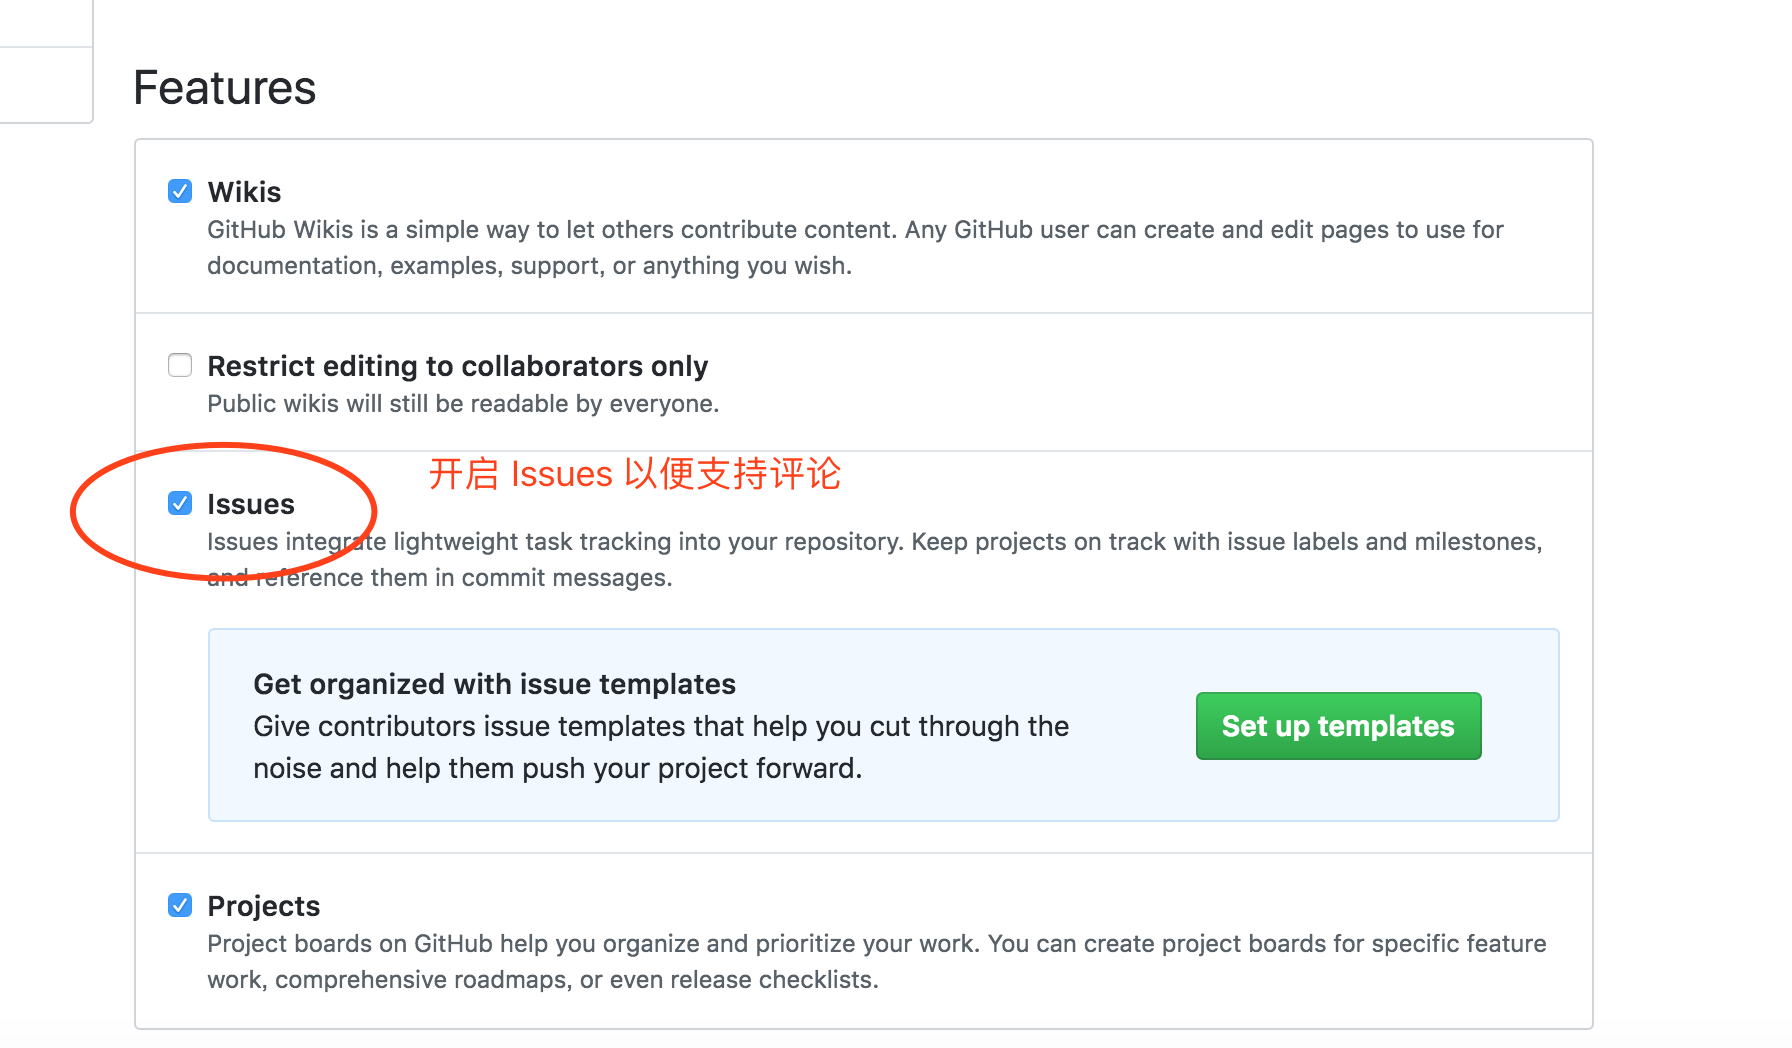 Features
Wikis
GitHub Wikis is a simple way to let others contribute content. Any GitHub user can create and edit pages to use for
documentation, examples, support, or anything you wish.
Restrict editing to collaborators only
Public wikis will still be readable by everyone.
开启 Issues 以便支持评论
Issues
Issues integrate lightweight task tracking into your repository. Keep projects on track with issue labels and milestones,
and reference them in commit messages.
Get organized with issue templates
Give contributors issue templates that help you cut through the
noise and help them push your project forward.
Set up templates
Projects
Project boards on GitHub help you organize and prioritize your work. You can create project boards for specific feature
work, comprehensive roadmaps, or even release checklists.